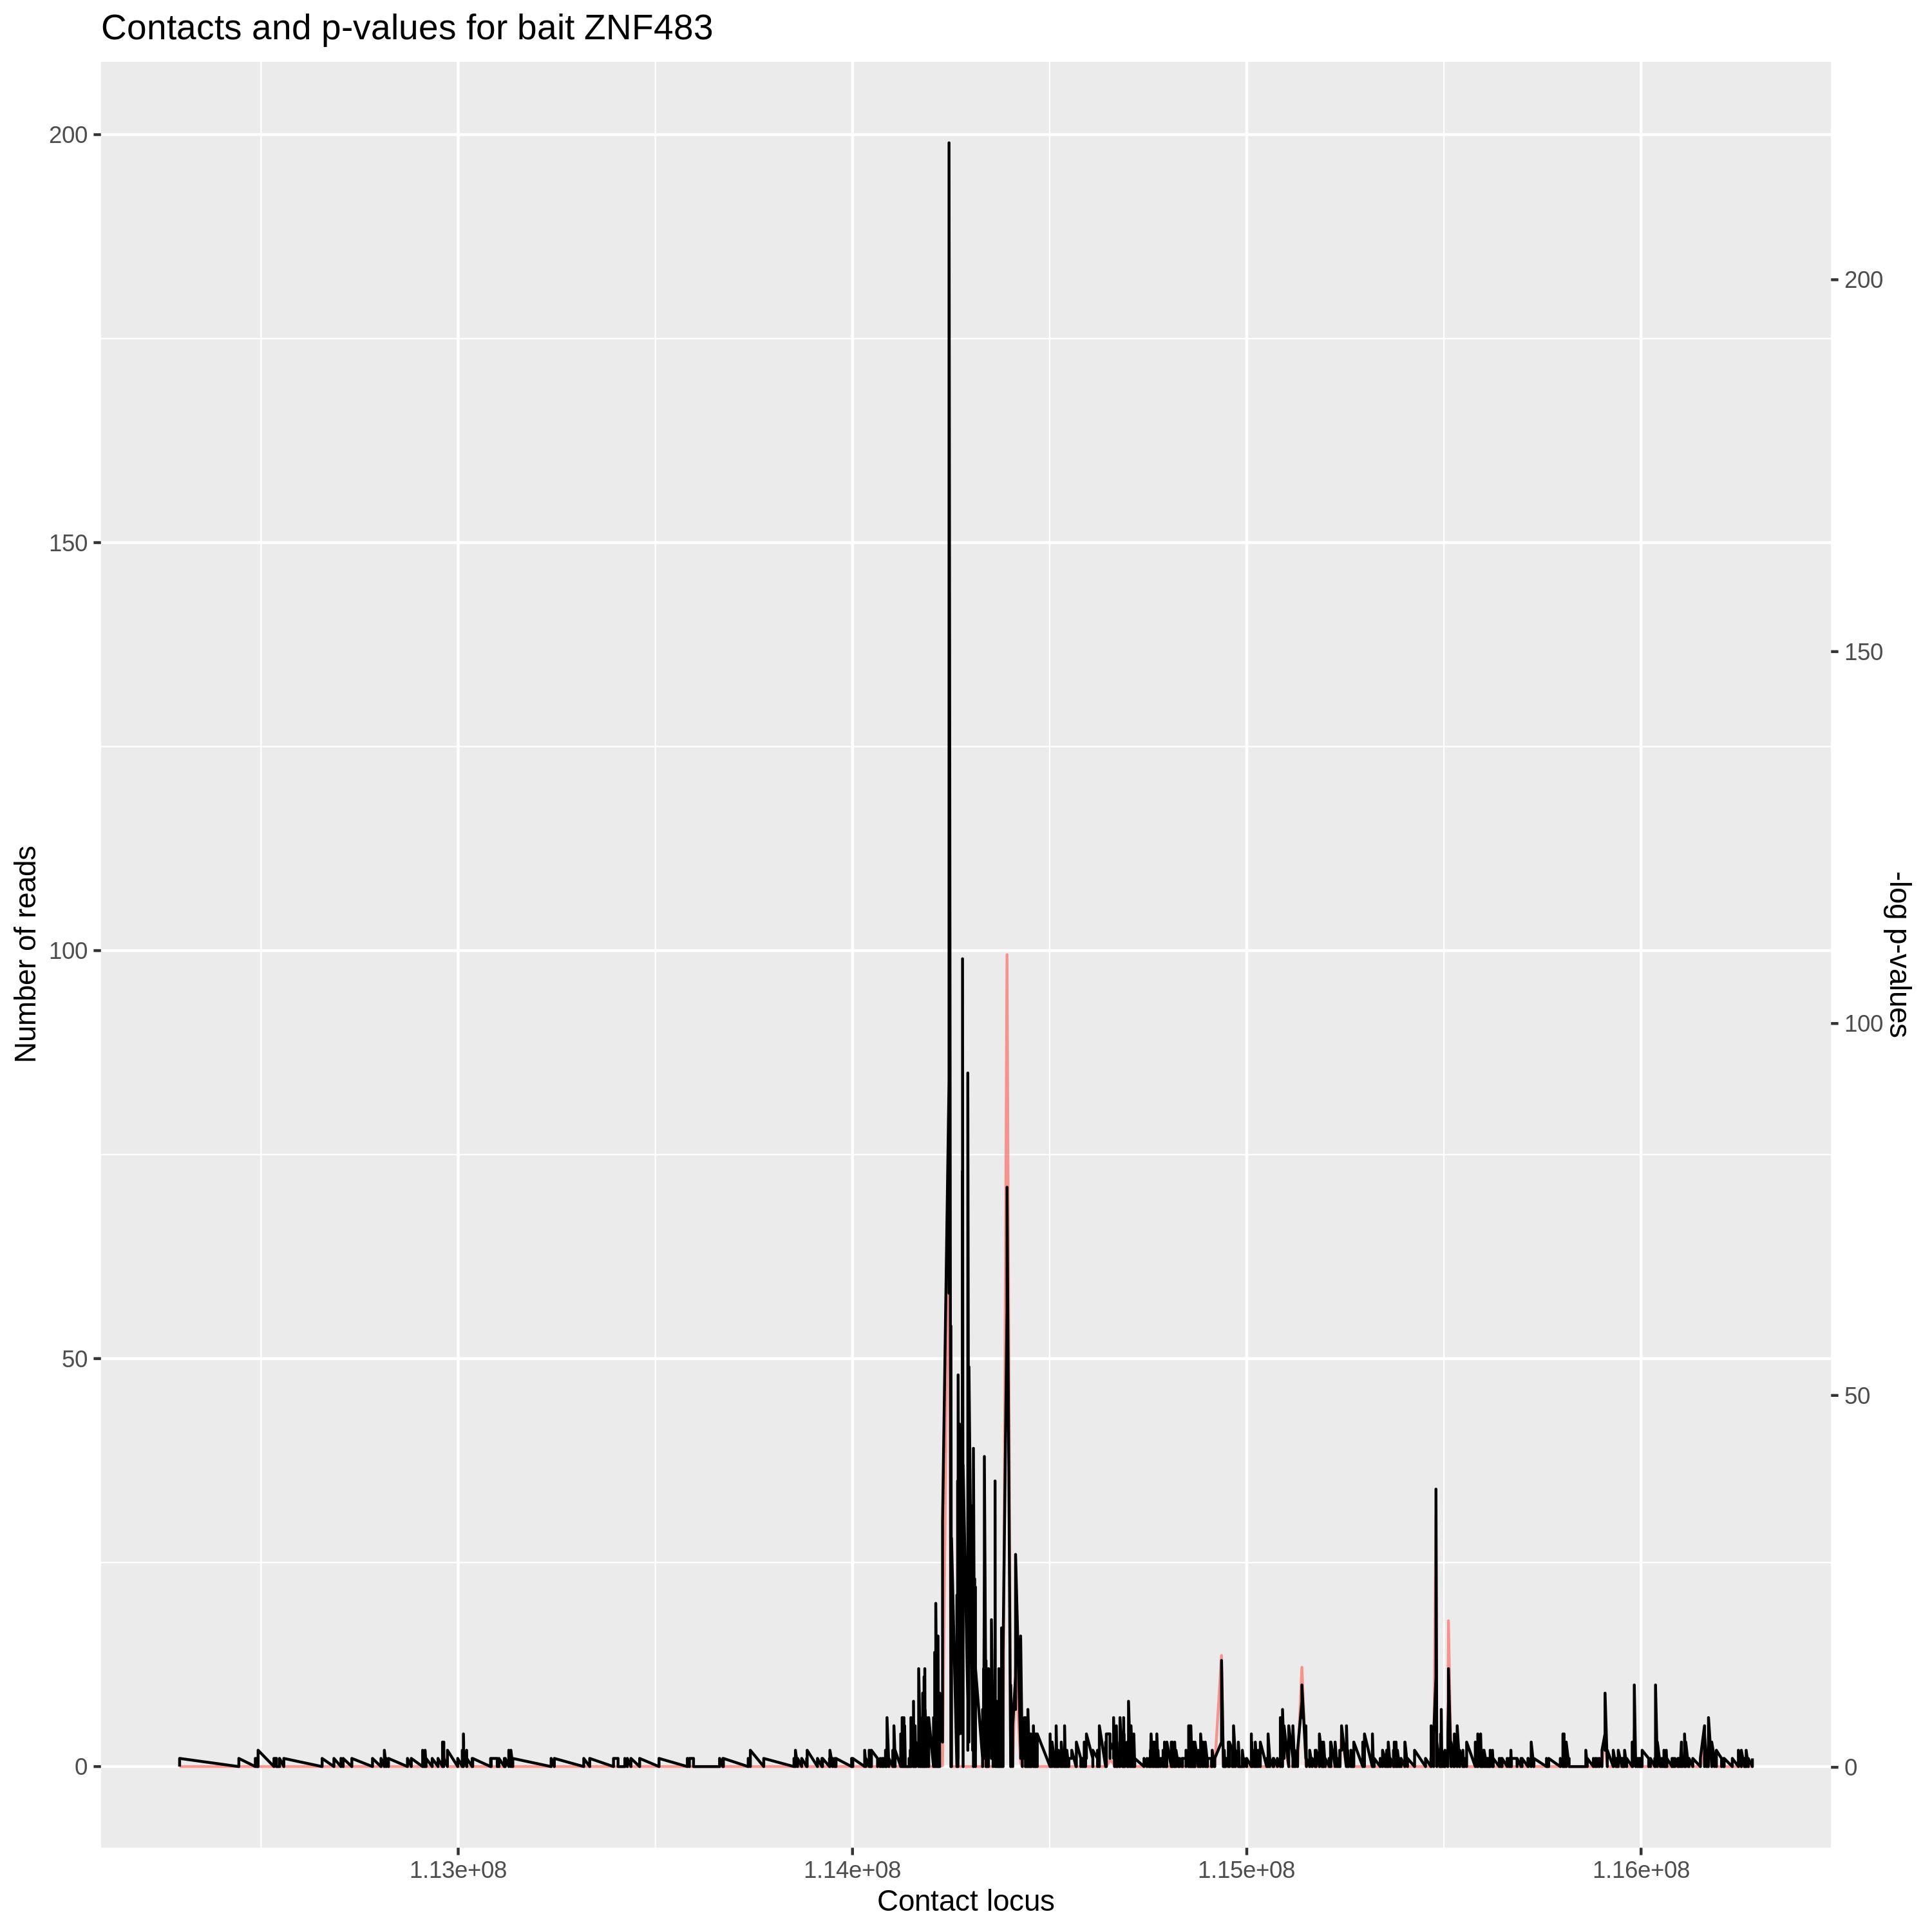 Contacts and p-values for bait ZNF483
Number of reads
200
150
100
50
0
200
150
100
50
0
-log p-values
1.13e+08
1.14e+08
1.15e+08
1.16e+08
Contact locus